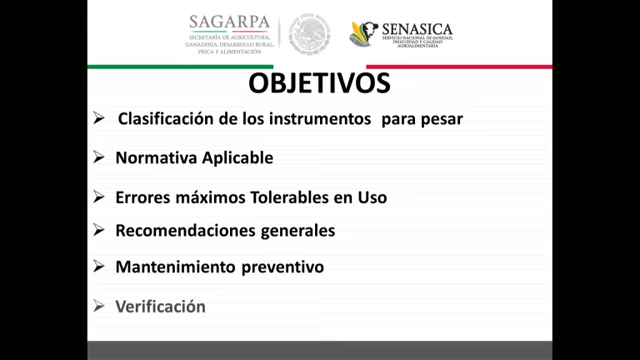 SAGARPA
SECRETARÍA DE AGRICULTURA,
GANADERÍA, DESARROLLO RURAL,
PESCA Y ALIMENTACIÓN
SENASICA
SERVICIO NACIONAL DE SANIDAD,
INOCUIDAD Y CALIDAD
AGROALIMENTARIA
OBJETIVOS
Clasificación de los instrumentos para pesar
Normativa Aplicable
Errores máximos Tolerables en Uso
Recomendaciones generales
Mantenimiento preventivo
Verificación